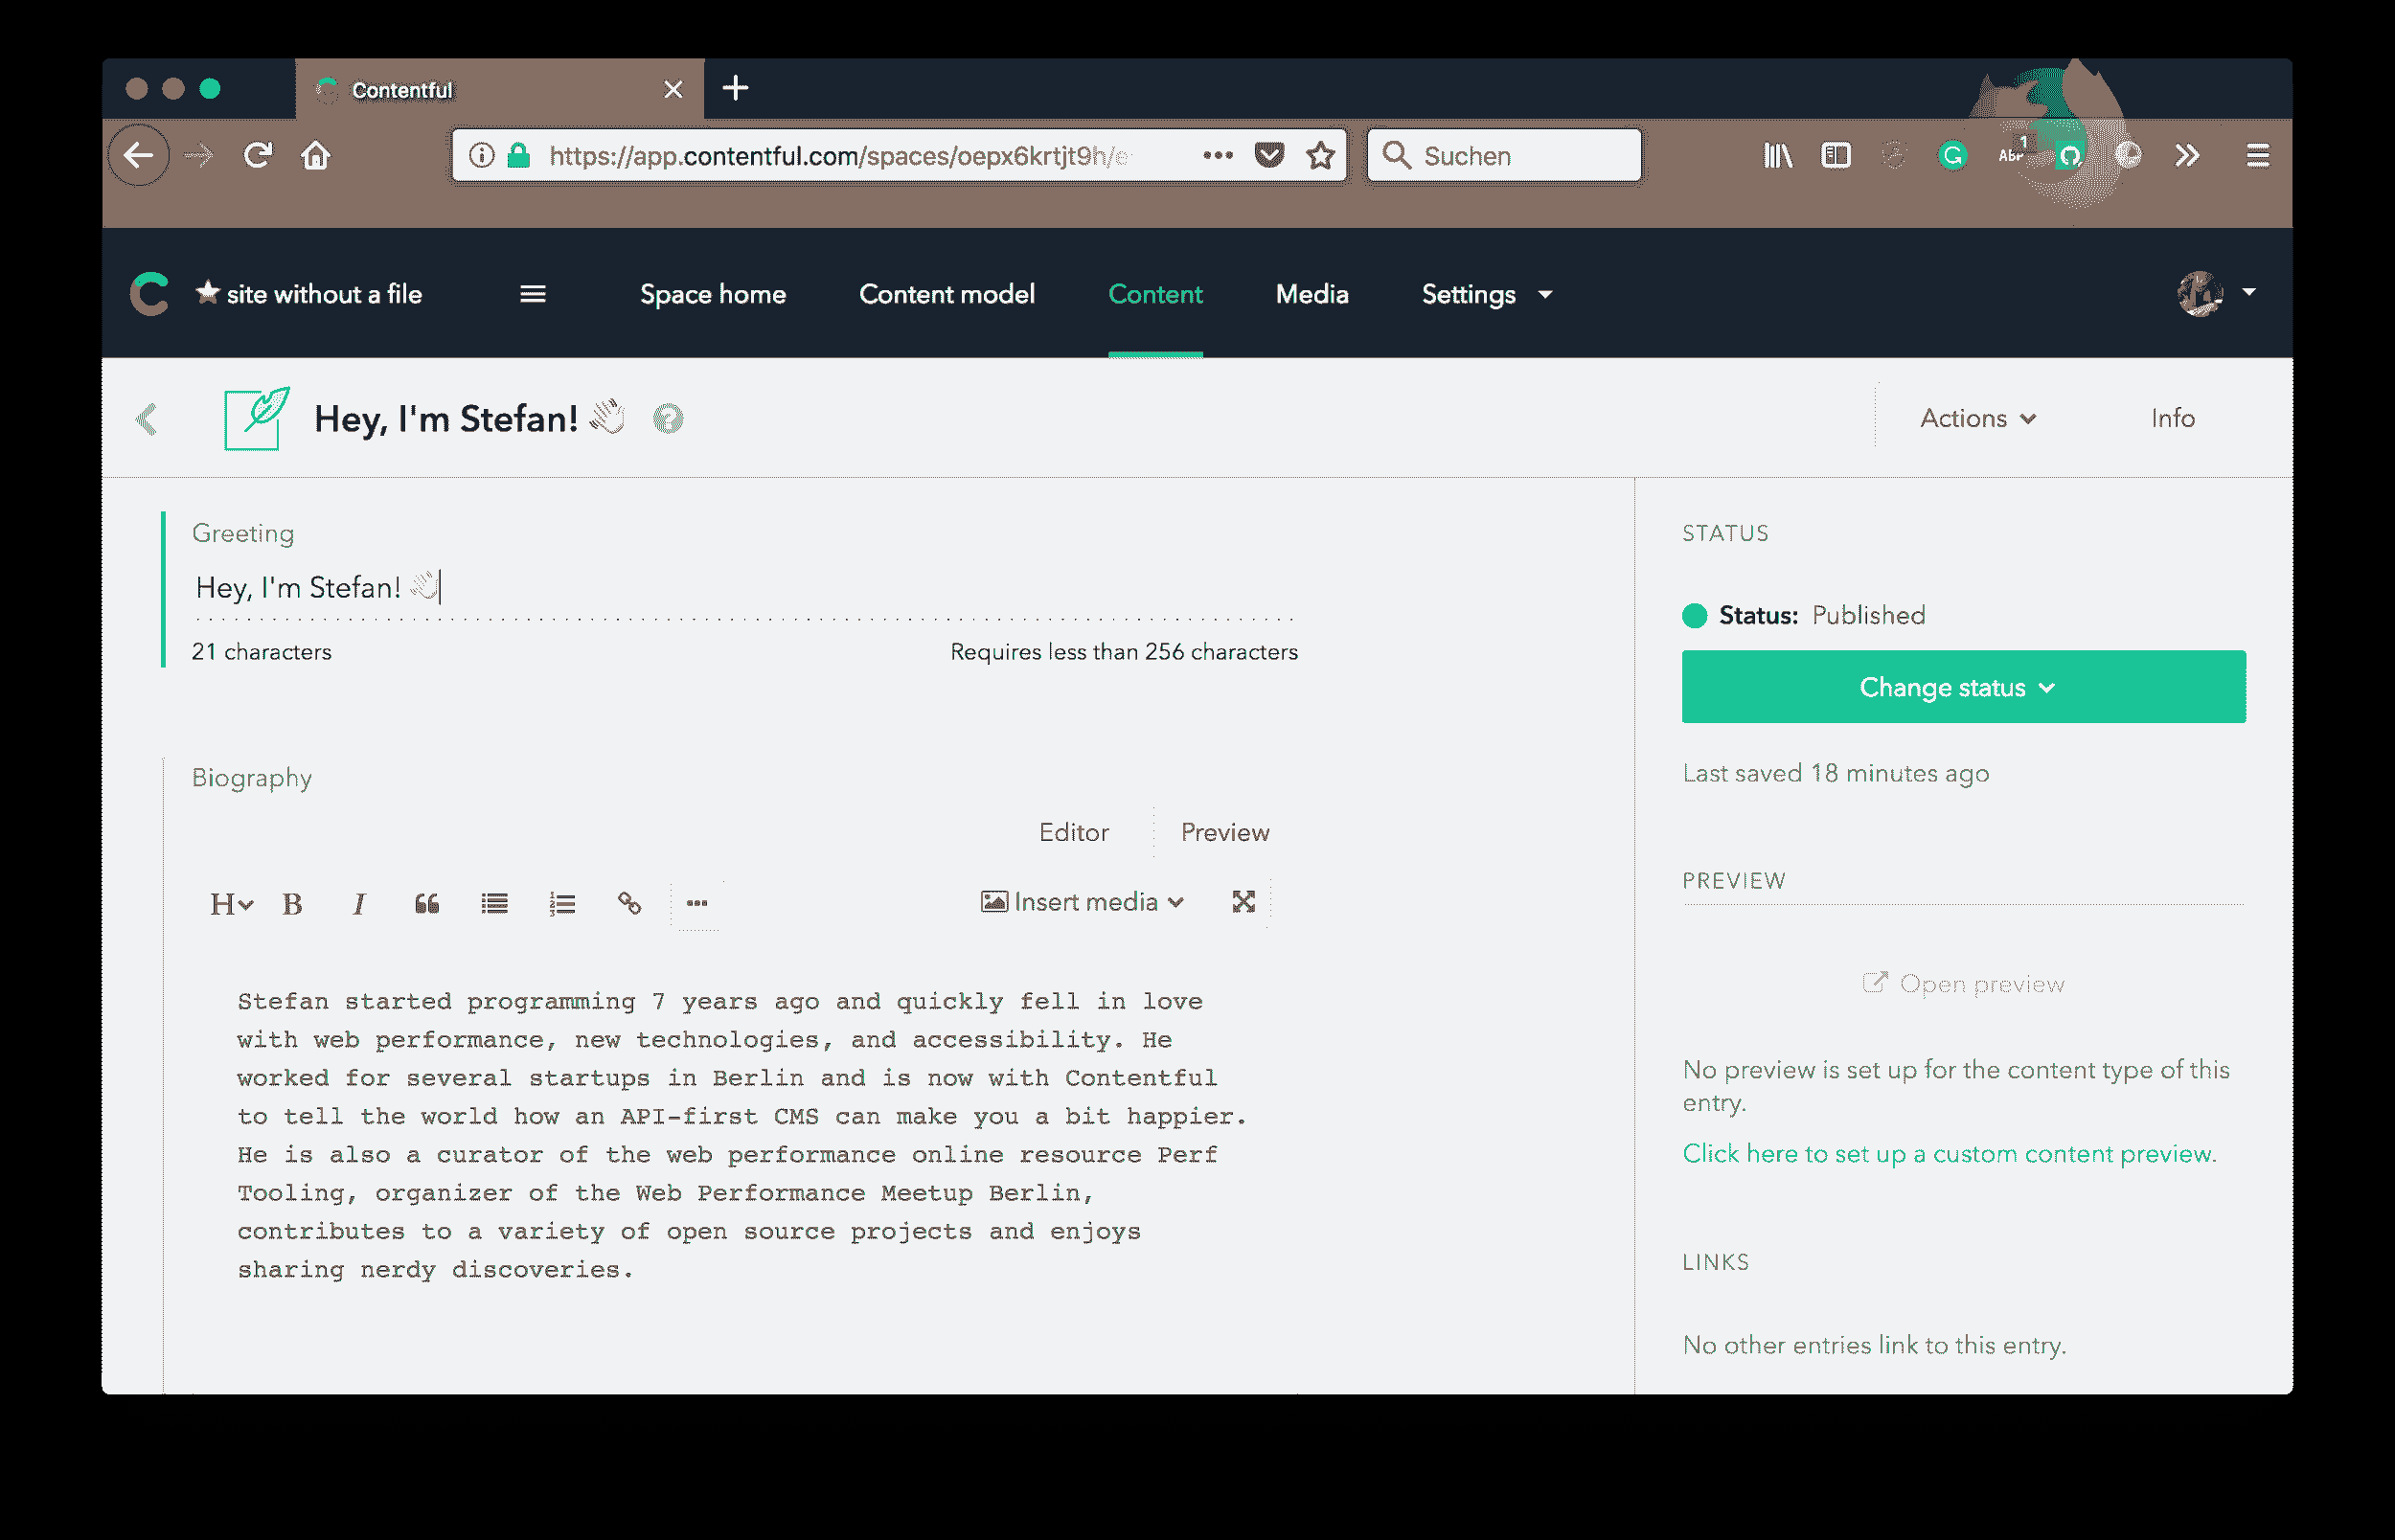 Contentful
https://app.contentful.com/spaces/oepx6krtjt9h/e
Suchen
1
site without a file
Space home
Content model
Content
Media
Settings
Hey, I'm Stefan! 👋
Actions
Info
Greeting
Hey, I'm Stefan! 👋
21 characters
Requires less than 256 characters
Biography
Editor
Preview
H
B
I
Insert media
Stefan started programming 7 years ago and quickly fell in love
with web performance, new technologies, and accessibility. He
worked for several startups in Berlin and is now with Contentful
to tell the world how an API-first CMS can make you a bit happier.
He is also a curator of the web performance online resource Perf
Tooling, organizer of the Web Performance Meetup Berlin,
contributes to a variety of open source projects and enjoys
sharing nerdy discoveries.
STATUS
Status: Published
Change status
Last saved 18 minutes ago
PREVIEW
Open preview
No preview is set up for the content type of this
entry.
Click here to set up a custom content preview.
LINKS
No other entries link to this entry.